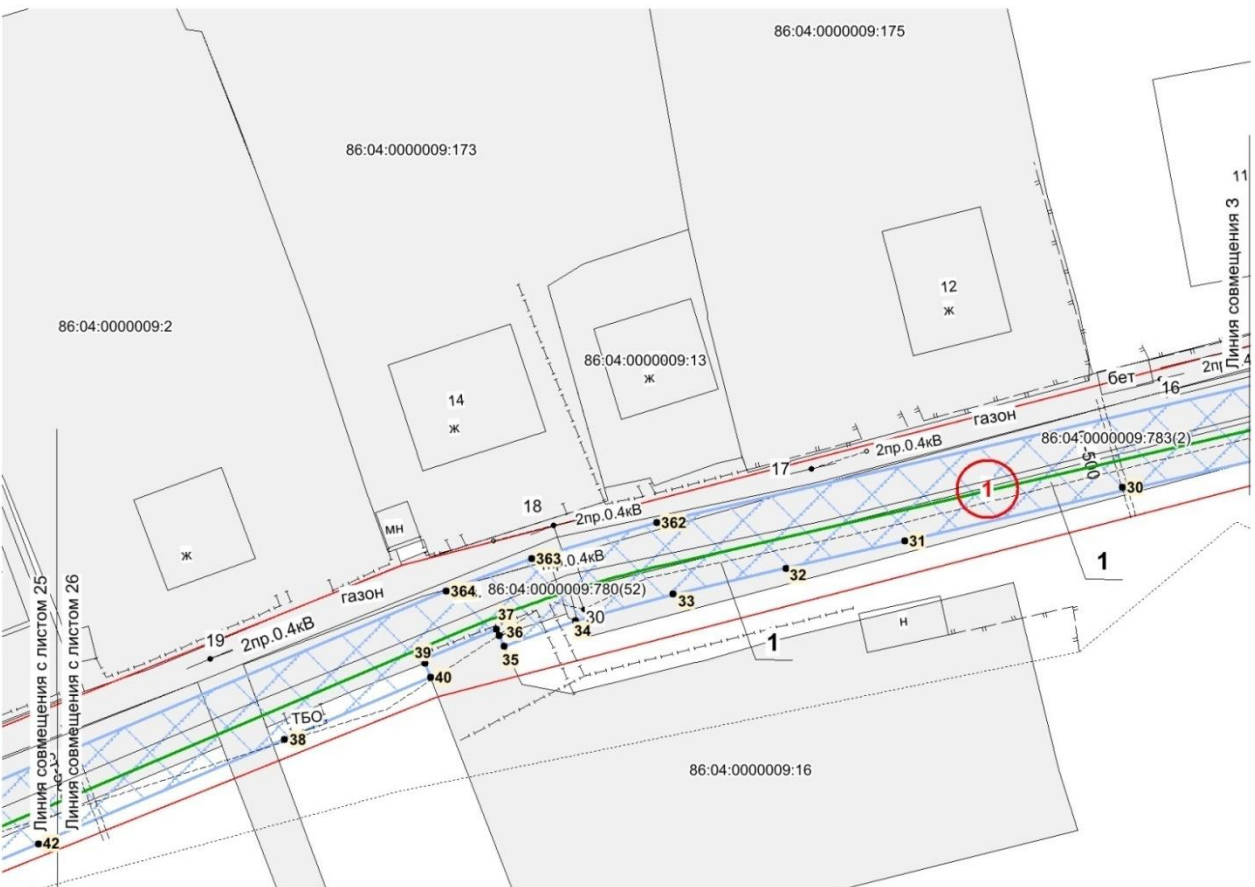 86:04:0000009:175
86:04:0000009:173
11
Линия совмещения 3
12
ж
86:04:0000009:2
86:04:0000009:13
ж
14
ж
бет
16
газон
86:04:0000009:783(2)
17
2пр.0.4кВ
1
30
18
2пр.0.4кВ
362
мн
ж
363
31
32
1
364
86:04:0000009:780(52)
33
газон
37
36
30
34
35
н
1
19
2пр.0.4кВ
39
40
ТБО
38
86:04:0000009:16
Линия совмещения с листом 25
Линия совмещения с листом 26
42